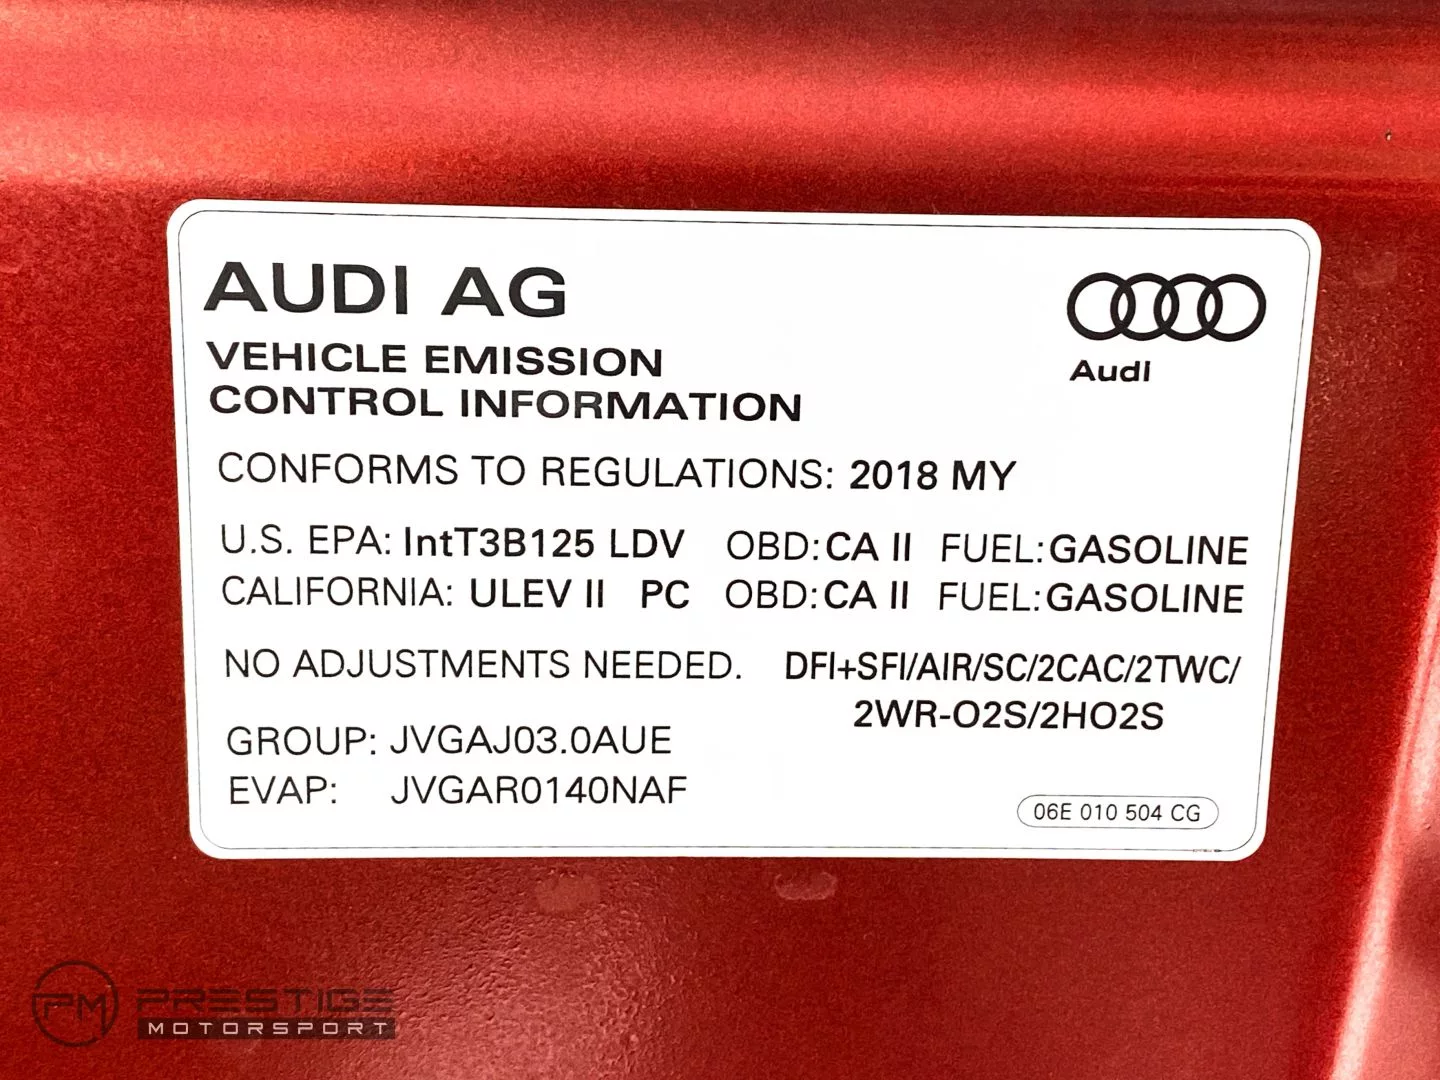 AUDI AG
Audi
VEHICLE EMISSION
CONTROL INFORMATION
CONFORMS TO REGULATIONS: 2018 MY
U.S. EPA: IntT3B125 LDV OBD: CA II FUEL: GASOLINE
CALIFORNIA: ULEV II PC OBD: CA II FUEL: GASOLINE
NO ADJUSTMENTS NEEDED. DFI+SFI/AIR/SC/2CAC/2TWC/
2WR-O2S/2HO2S
GROUP: JVGAJ03.0AUE
EVAP: JVGAR0140NAF
06E 010 504 CG
PM PRESTIGE
MOTORSPORT